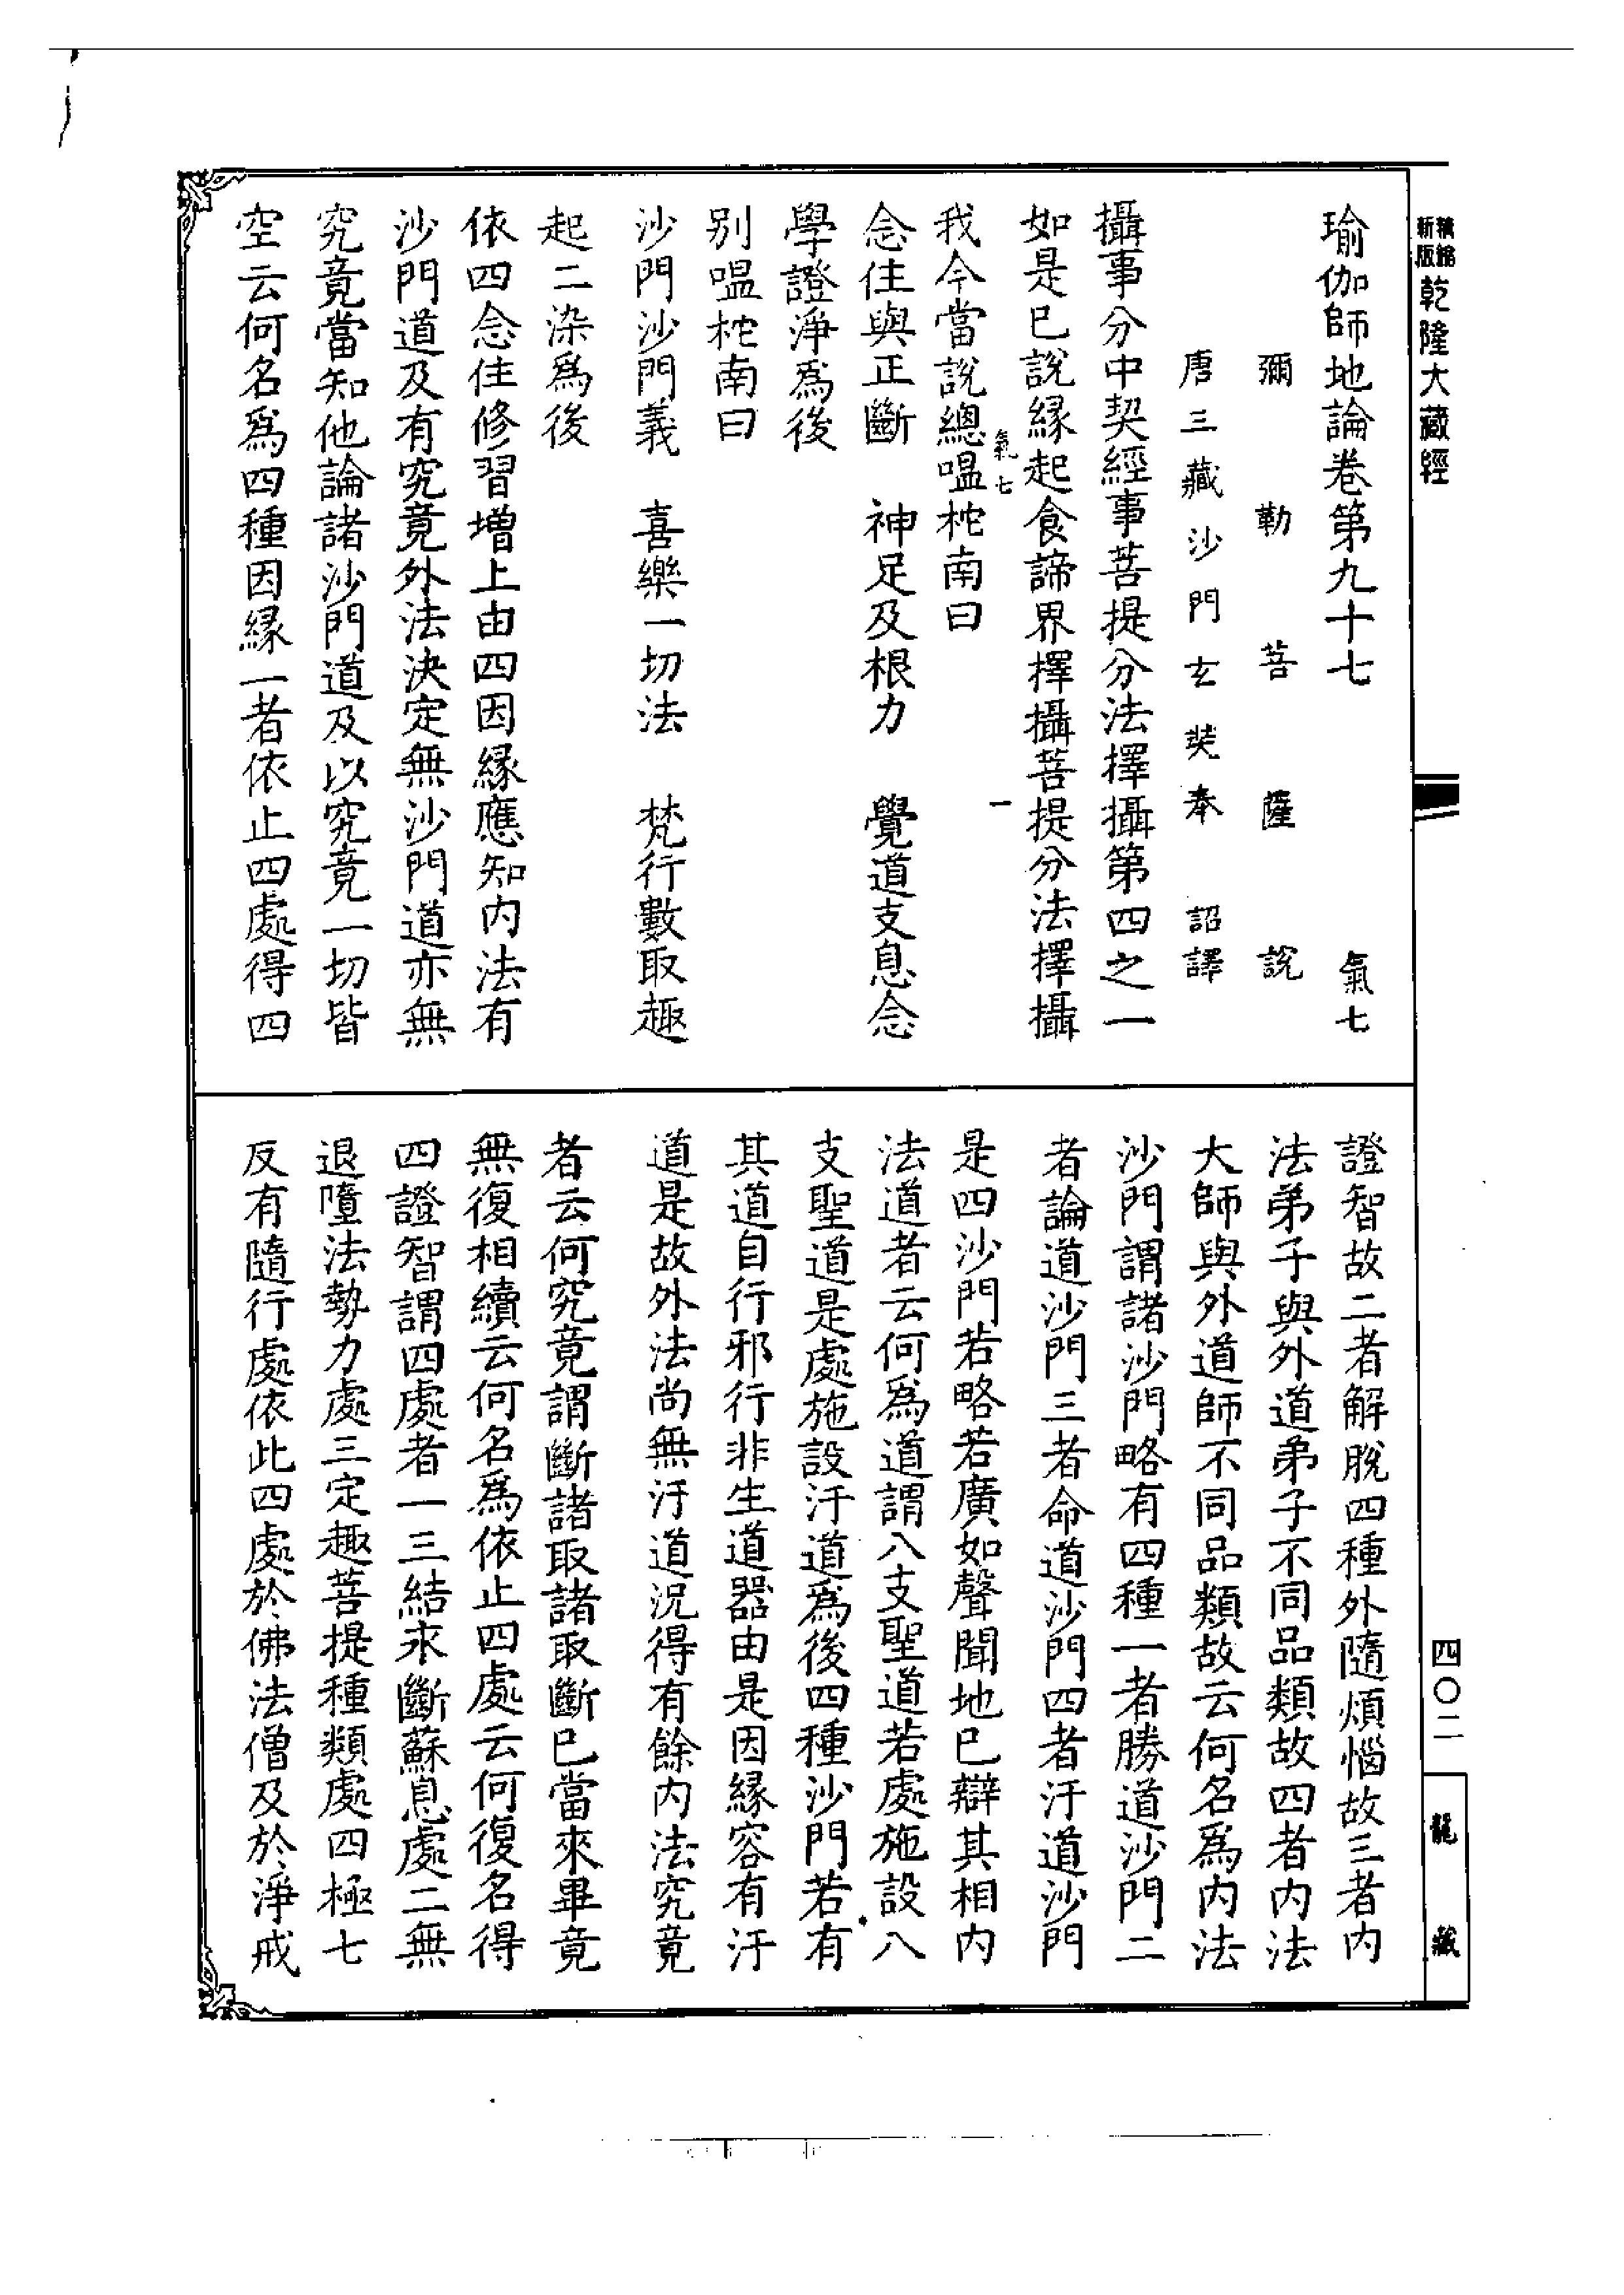 新版
精縮
乾隆大藏經
瑜伽師地論卷第九十七 氣七
彌勒菩薩說
唐三藏沙門玄奘奉 詔譯
攝事分中契經事菩提分法擇攝第四之一
如是已說緣起食諦界擇攝菩提分法擇攝
氣七 一
我今當說總嗢柁南曰
念住與正斷 神足及根力 覺道支息念
學證淨爲後
別嗢柁南曰
沙門沙門義 喜樂一切法 梵行數取趣
起二染爲後
依四念住修習增上由四因緣應知內法有
沙門道及有究竟外法決定無沙門道亦無
究竟當知他論諸沙門道及以究竟一切皆
空云何名爲四種因緣一者依止四處得四
證智故二者解脫四種外隨煩惱故三者內
法弟子與外道弟子不同品類故四者內法
大師與外道師不同品類故云何名爲內法
沙門謂諸沙門略有四種一者勝道沙門二
者論道沙門三者命道沙門四者汙道沙門
是四沙門若略若廣如聲聞地已辯其相內
法道者云何爲道謂八支聖道若處施設八
支聖道是處施設汙道爲後四種沙門若有
其道自行邪行非生道器由是因緣容有汙
道是故外法尚無汙道況得有餘內法究竟
者云何究竟謂斷諸取諸取斷已當來畢竟
無復相續云何名爲依止四處云何復名得
四證智謂四處者一三結永斷蘇息處二無
退墮法勢力處三定趣菩提種類處四極七
反有隨行處依此四處於佛法僧及於淨戒
四〇二
龍藏